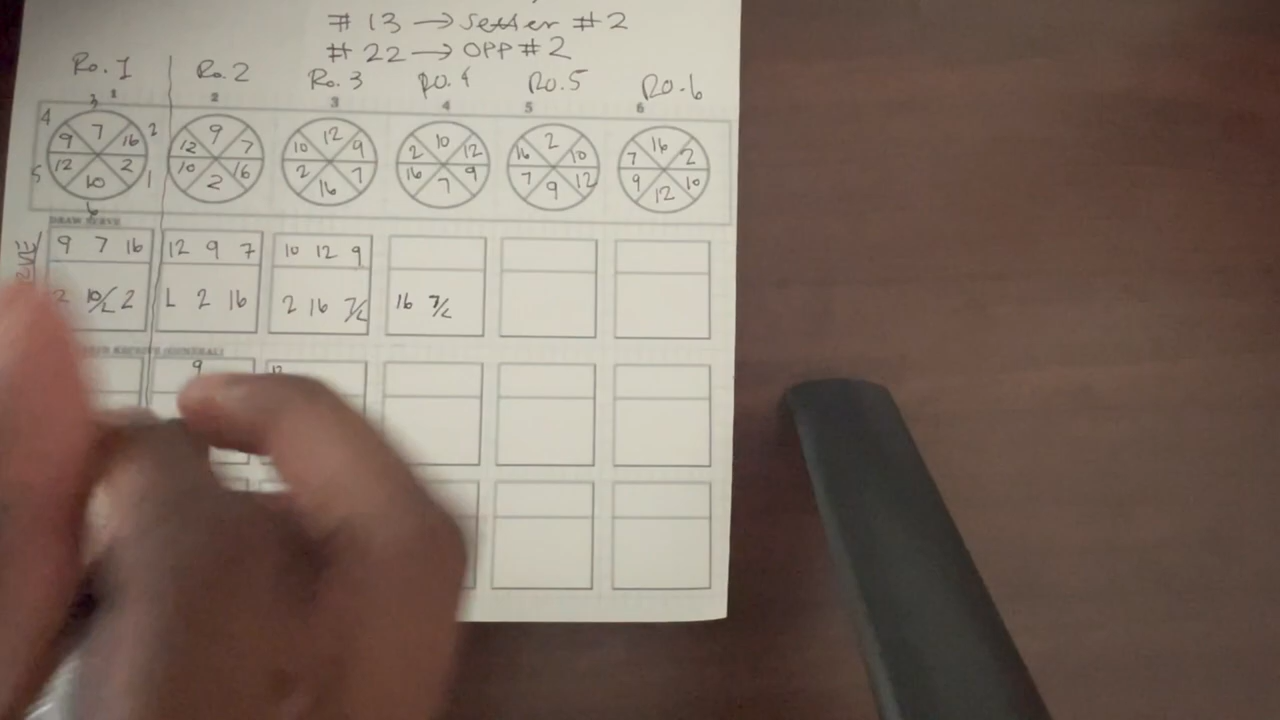 # 13 → Setter # 2
# 22 → OPP # 2
Ro. 1 Ro. 2 Ro. 3 Ro. 4 Ro. 5 Ro. 6
1 2 3 4 5 6
4 3 2
9 7 16 12 10 2
12 9 7 10 2 16
10 12 9 2 16 7
2 10 12 16 7 9
16 2 10 7 9 12
7 16 2 9 12 10
5 6 1
DRAW SERVE
9 7 16 12 9 7 10 12 9
2 10/L 2 L 2 16 2 16 7/L 16 7/L
9 12